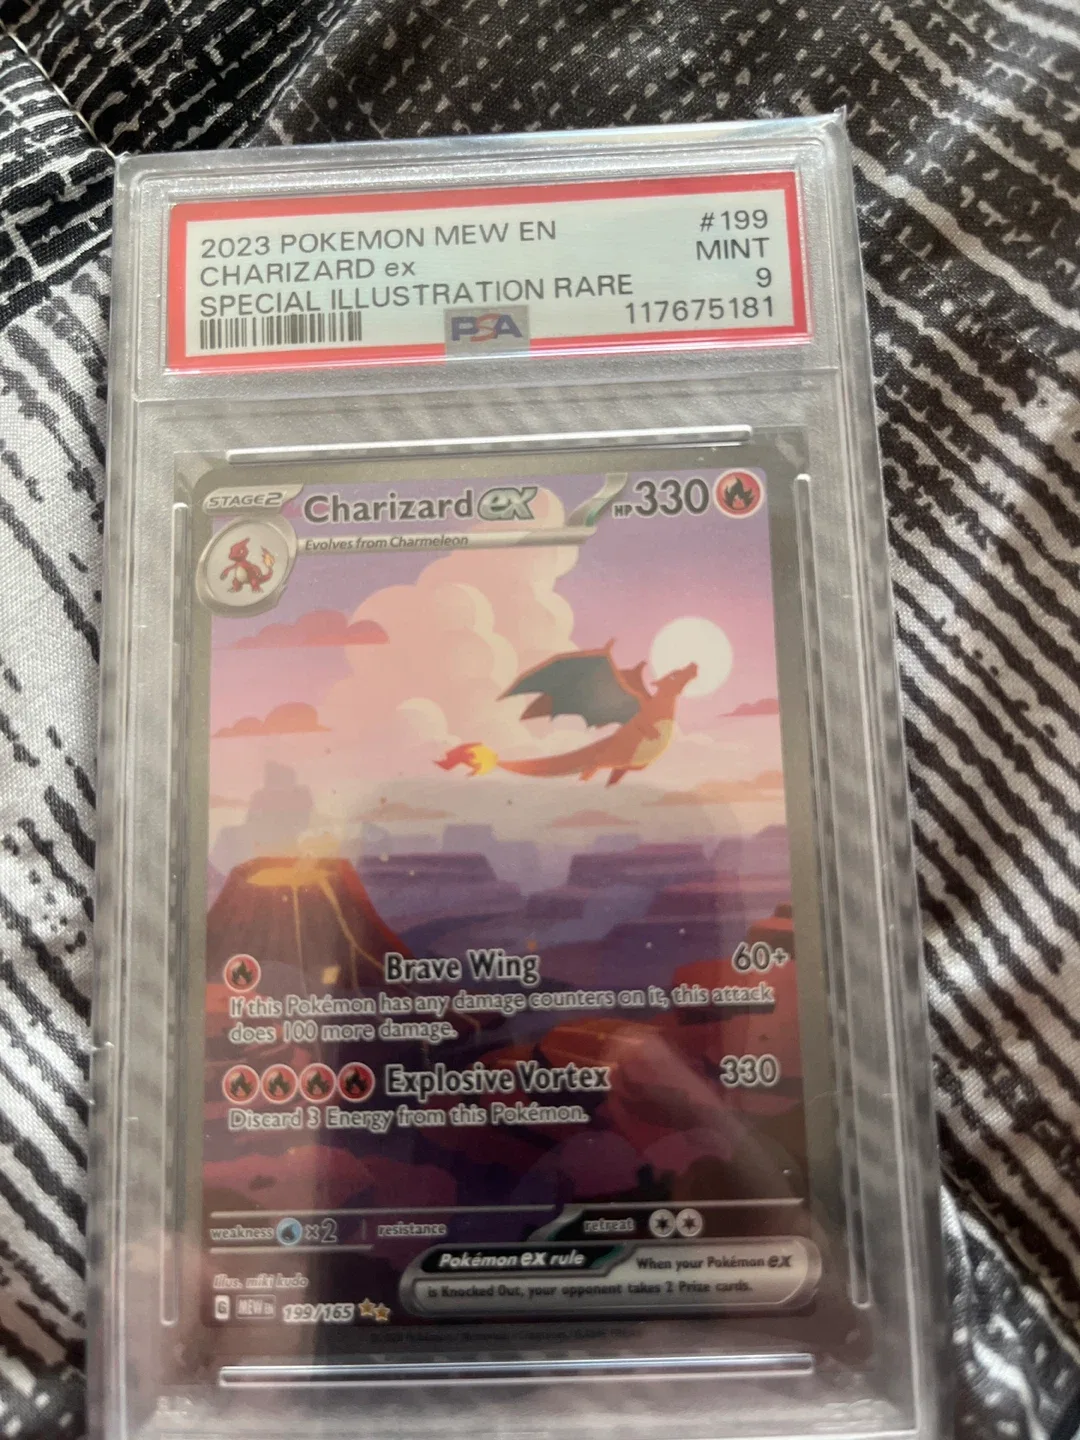 2023 POKEMON MEW EN #199
CHARIZARD ex MINT
SPECIAL ILLUSTRATION RARE 9
117675181
PSA
STAGE2 Charizard ex HP330
Evolves from Charmeleon
Brave Wing 60+
If this Pokémon has any damage counters on it, this attack
does 100 more damage.
Explosive Vortex 330
Discard 3 Energy from this Pokémon.
weakness ×2 resistance retreat
Pokémon ex rule When your Pokémon ex
is Knocked Out, your opponent takes 2 Prize cards.
Illus. miki kudo
G MEW EN 199/165